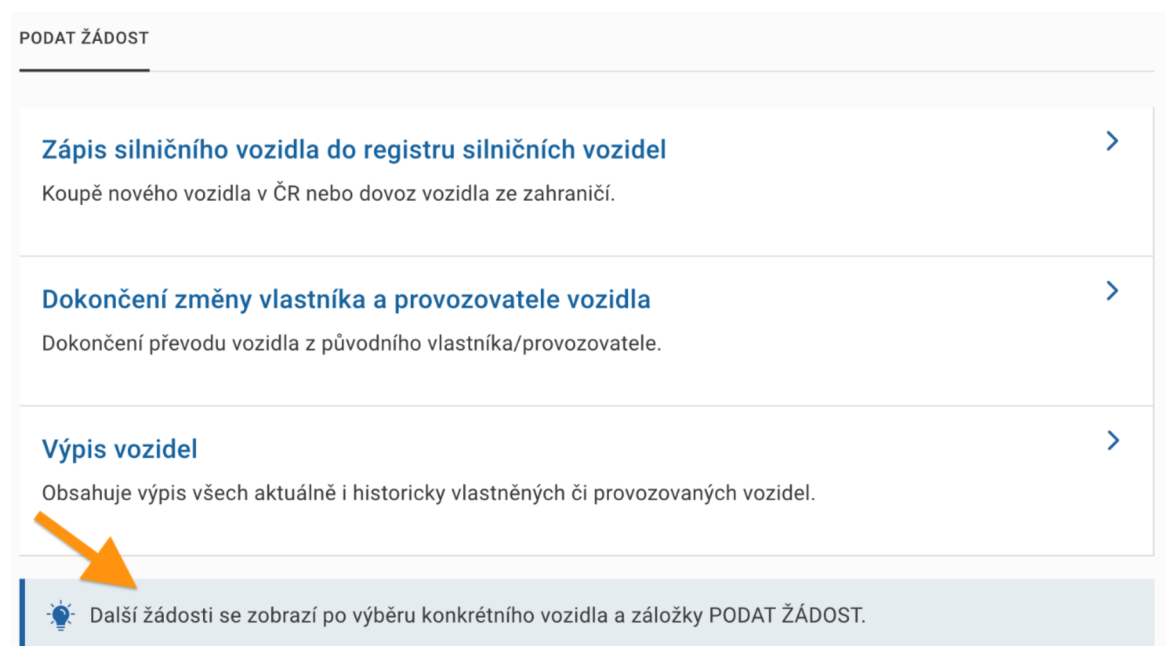 PODAT ŽÁDOST
Zápis silničního vozidla do registru silničních vozidel
Koupě nového vozidla v ČR nebo dovoz vozidla ze zahraničí.
Dokončení změny vlastníka a provozovatele vozidla
Dokončení převodu vozidla z původního vlastníka/provozovatele.
Výpis vozidel
Obsahuje výpis všech aktuálně i historicky vlastněných či provozovaných vozidel.
Další žádosti se zobrazí po výběru konkrétního vozidla a záložky PODAT ŽÁDOST.